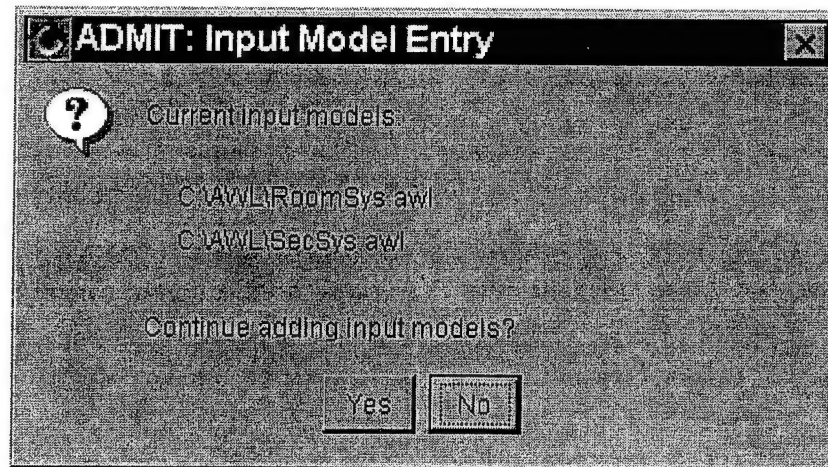 ADMIT: Input Model Entry
Current input models:
C:\AWL\RoomSys.awl
C:\AWL\SecSys.awl
Continue adding input models?
Yes No